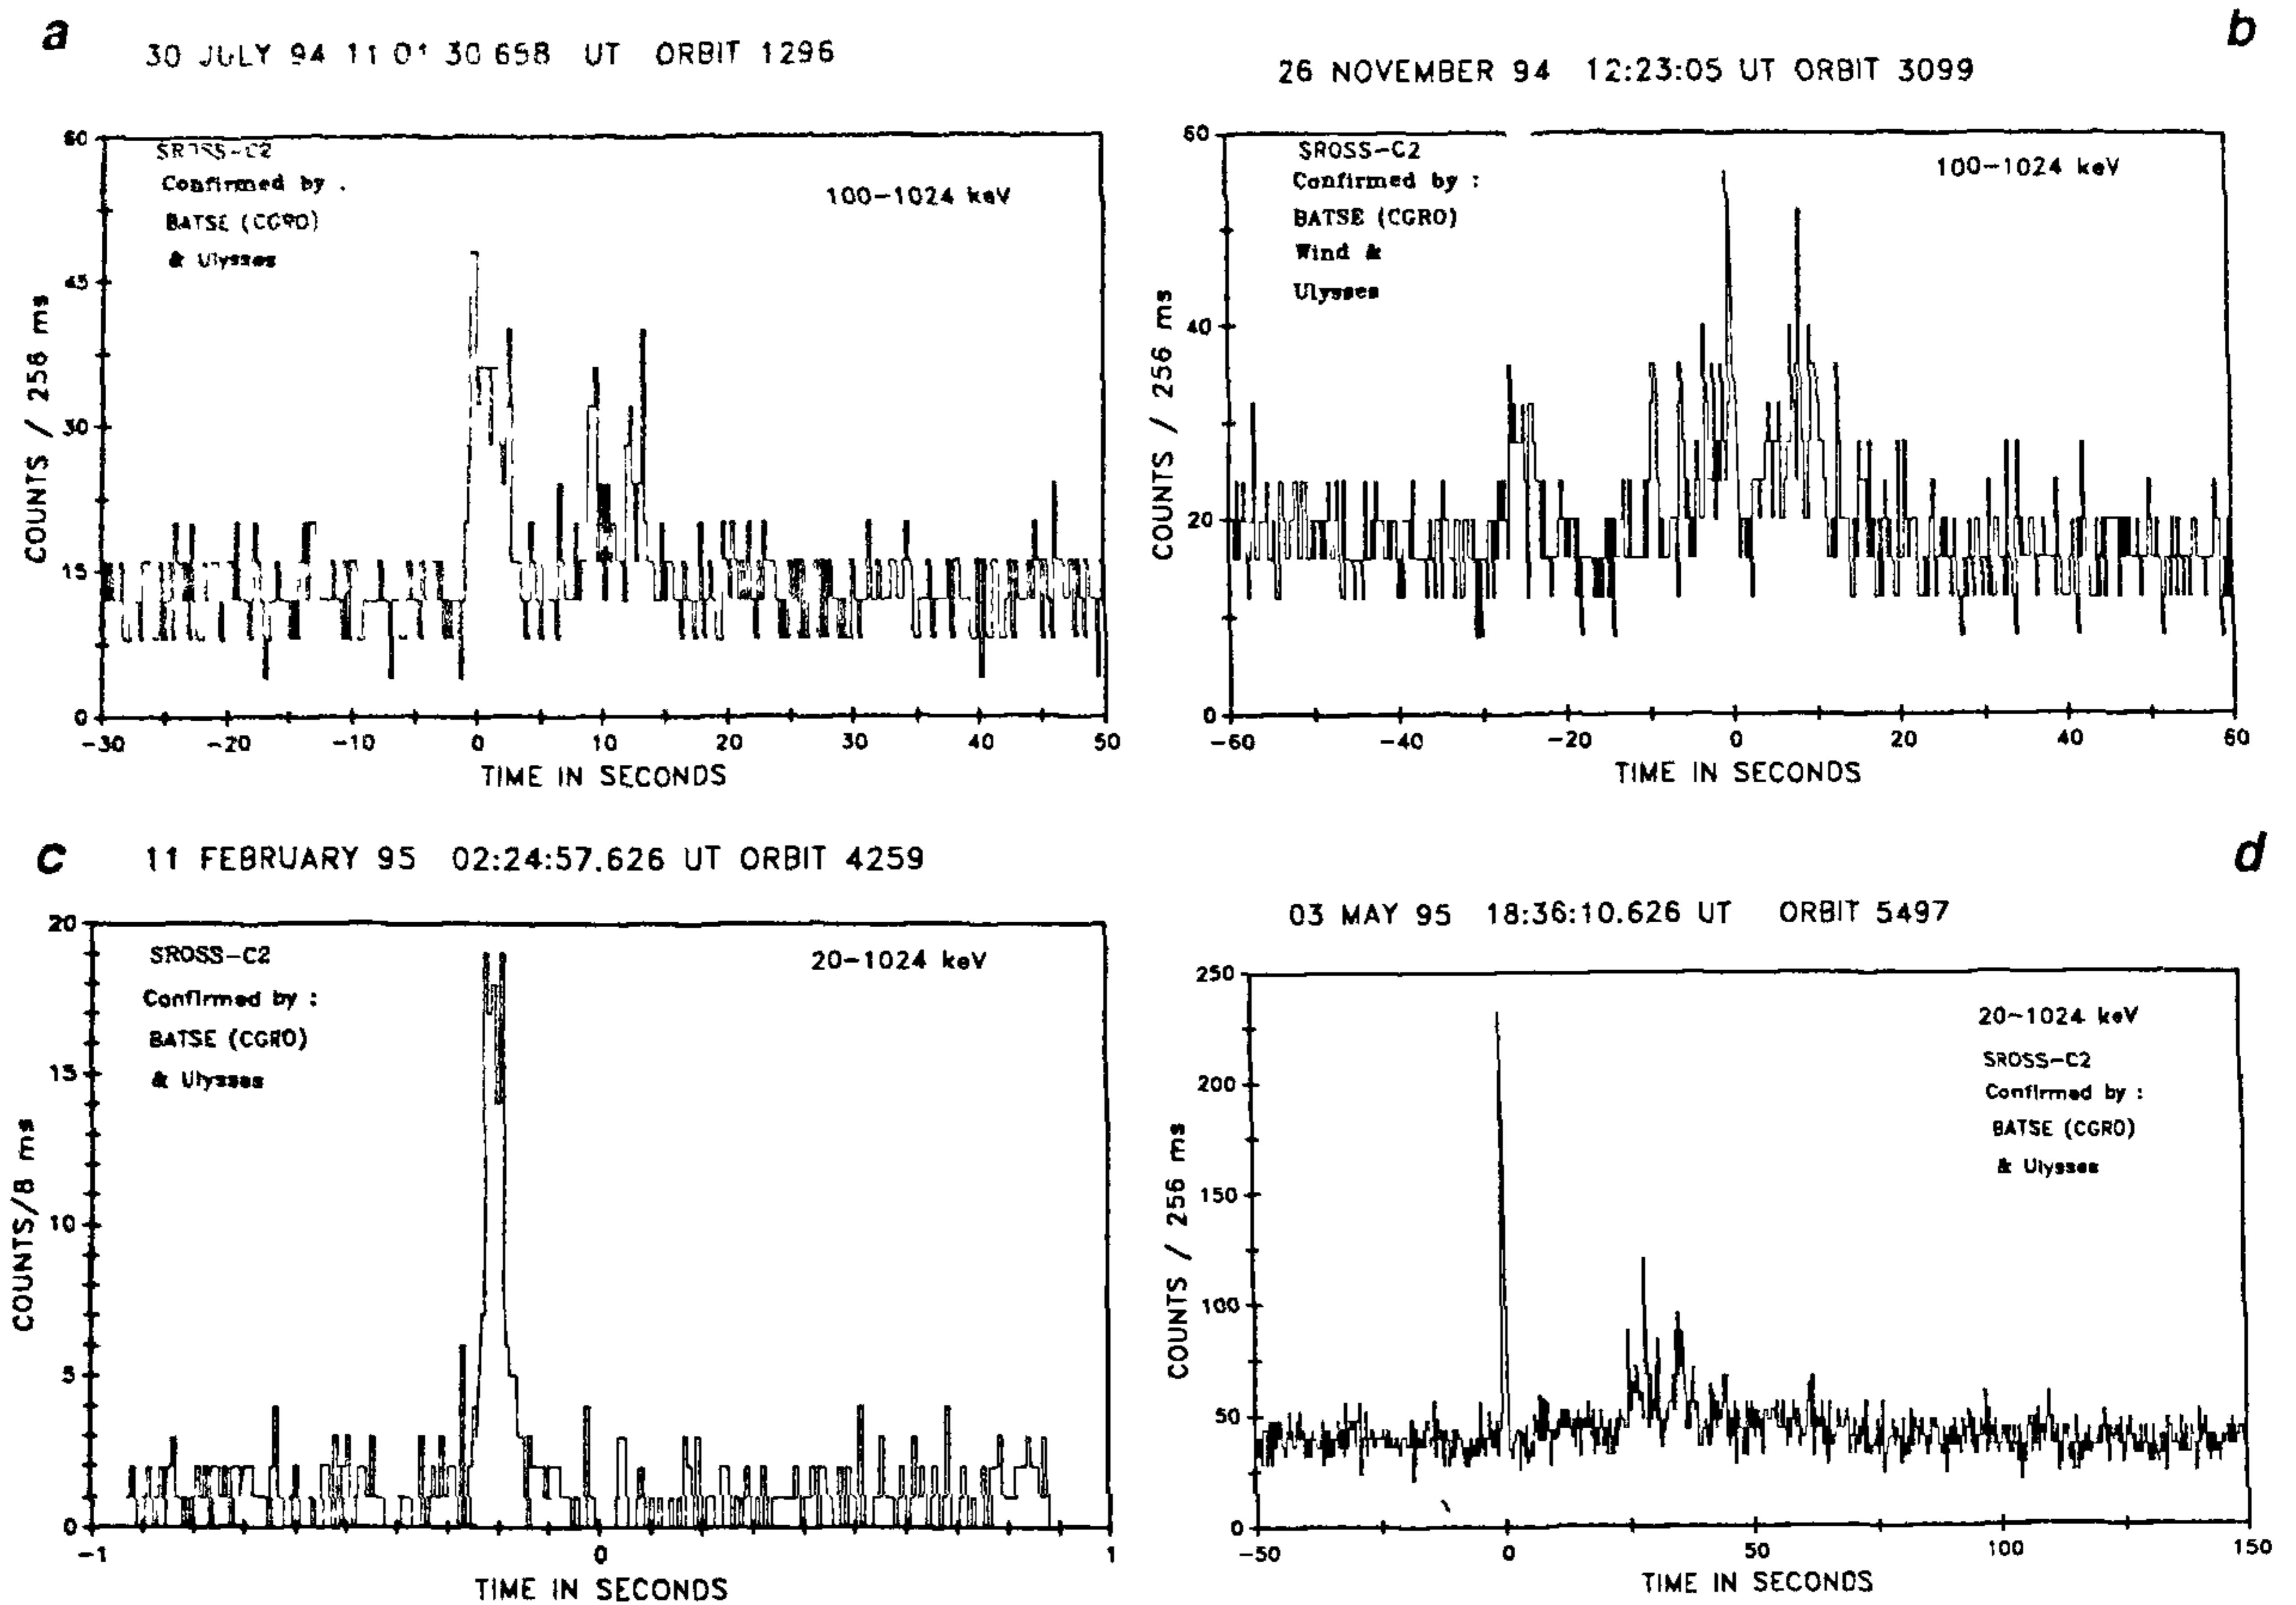 a
30 JULY 94 11 01 30 658 UT ORBIT 1296
60
45
30
15
0
COUNTS / 256 ms
SROSS-C2
Confirmed by .
BATSE (CGRO)
& Ulysses
100-1024 keV
-30 -20 -10 0 10 20 30 40 50
TIME IN SECONDS
b
26 NOVEMBER 94 12:23:05 UT ORBIT 3099
60
40
20
0
COUNTS / 256 ms
SROSS-C2
Confirmed by :
BATSE (CGRO)
Wind &
Ulysses
100-1024 keV
-60 -40 -20 0 20 40 60
TIME IN SECONDS
c
11 FEBRUARY 95 02:24:57.626 UT ORBIT 4259
20
15
10
5
0
COUNTS/8 ms
SROSS-C2
Confirmed by :
BATSE (CGRO)
& Ulysses
20-1024 keV
-1 0 1
TIME IN SECONDS
d
03 MAY 95 18:36:10.626 UT ORBIT 5497
250
200
150
100
50
0
COUNTS / 256 ms
20-1024 keV
SROSS-C2
Confirmed by :
BATSE (CGRO)
& Ulysses
-50 0 50 100 150
TIME IN SECONDS